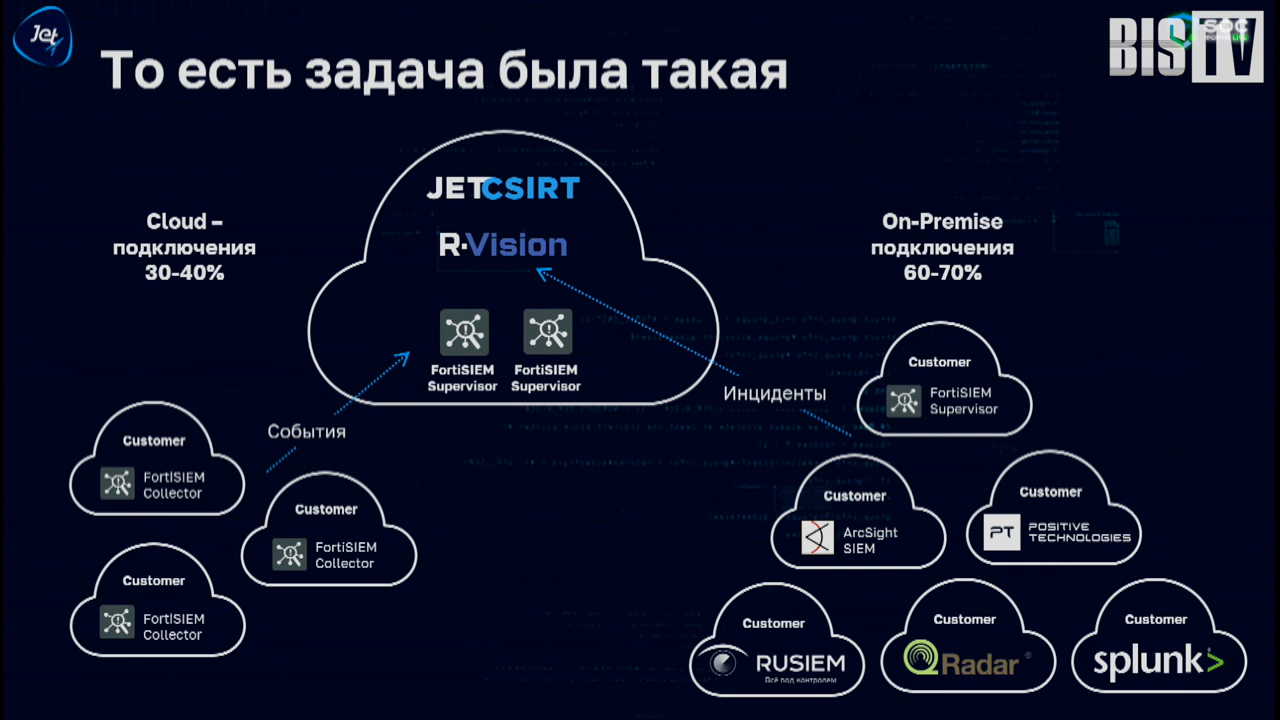 Jet
BIS TV
То есть задача была такая
JETCSIRT
R·Vision
Cloud –
подключения
30-40%
On-Premise
подключения
60-70%
FortiSIEM
Supervisor
FortiSIEM
Supervisor
События
Инциденты
Customer
FortiSIEM
Collector
Customer
FortiSIEM
Collector
Customer
FortiSIEM
Collector
Customer
FortiSIEM
Supervisor
Customer
ArcSight
SIEM
Customer
PT
POSITIVE
TECHNOLOGIES
Customer
RUSIEM
Всё под контролем
Customer
QRadar®
Customer
splunk>